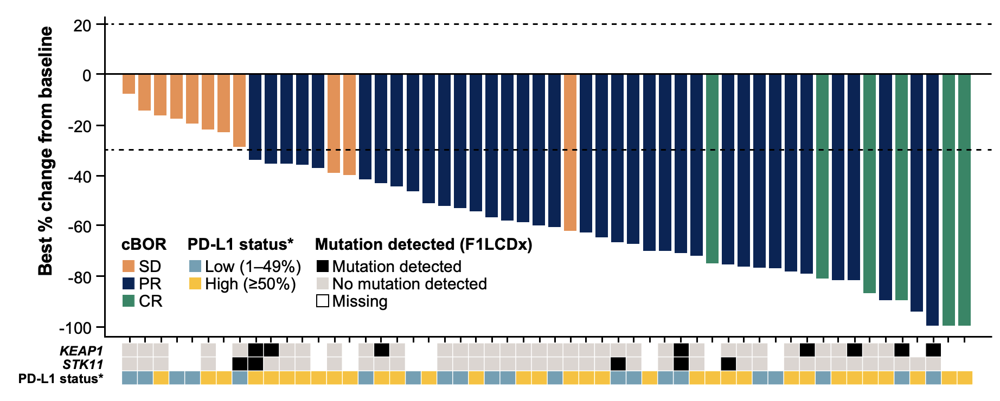 Best % change from baseline
20
0
-20
-40
-60
-80
-100
cBOR
SD
PR
CR
PD-L1 status*
Low (1–49%)
High (≥50%)
Mutation detected (F1LCDx)
Mutation detected
No mutation detected
Missing
KEAP1
STK11
PD-L1 status*